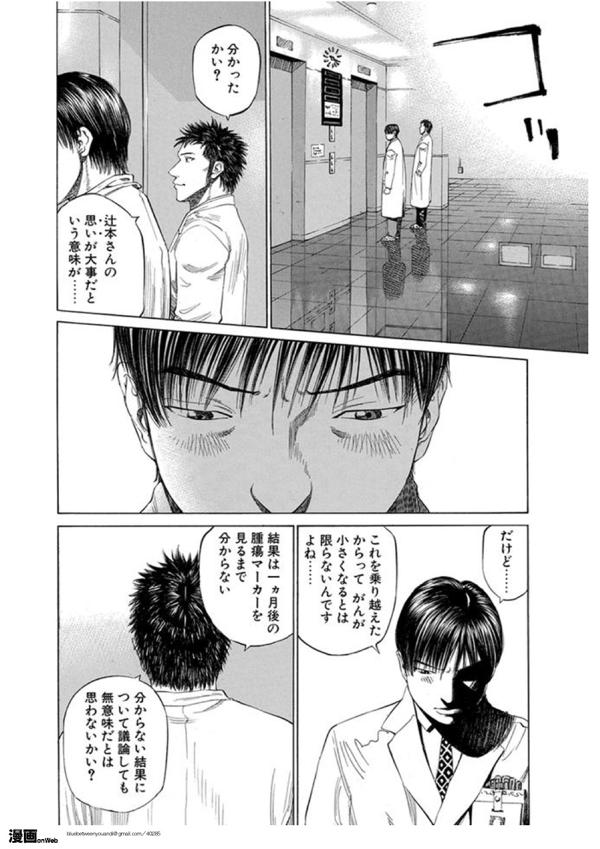 分かった
かい？
辻本さんの
思いが大事だと
いう意味が……
だけど……
これを乗り越えた
からって がんが
小さくなるとは
限らないんです
よね……
結果は一ヵ月後の
腫瘍マーカーを
見るまで
分からない
分からない結果に
ついて議論しても
無意味だとは
思わないかい？
漫画onWeb
bluebetweenyouandi@gmail.com/40285